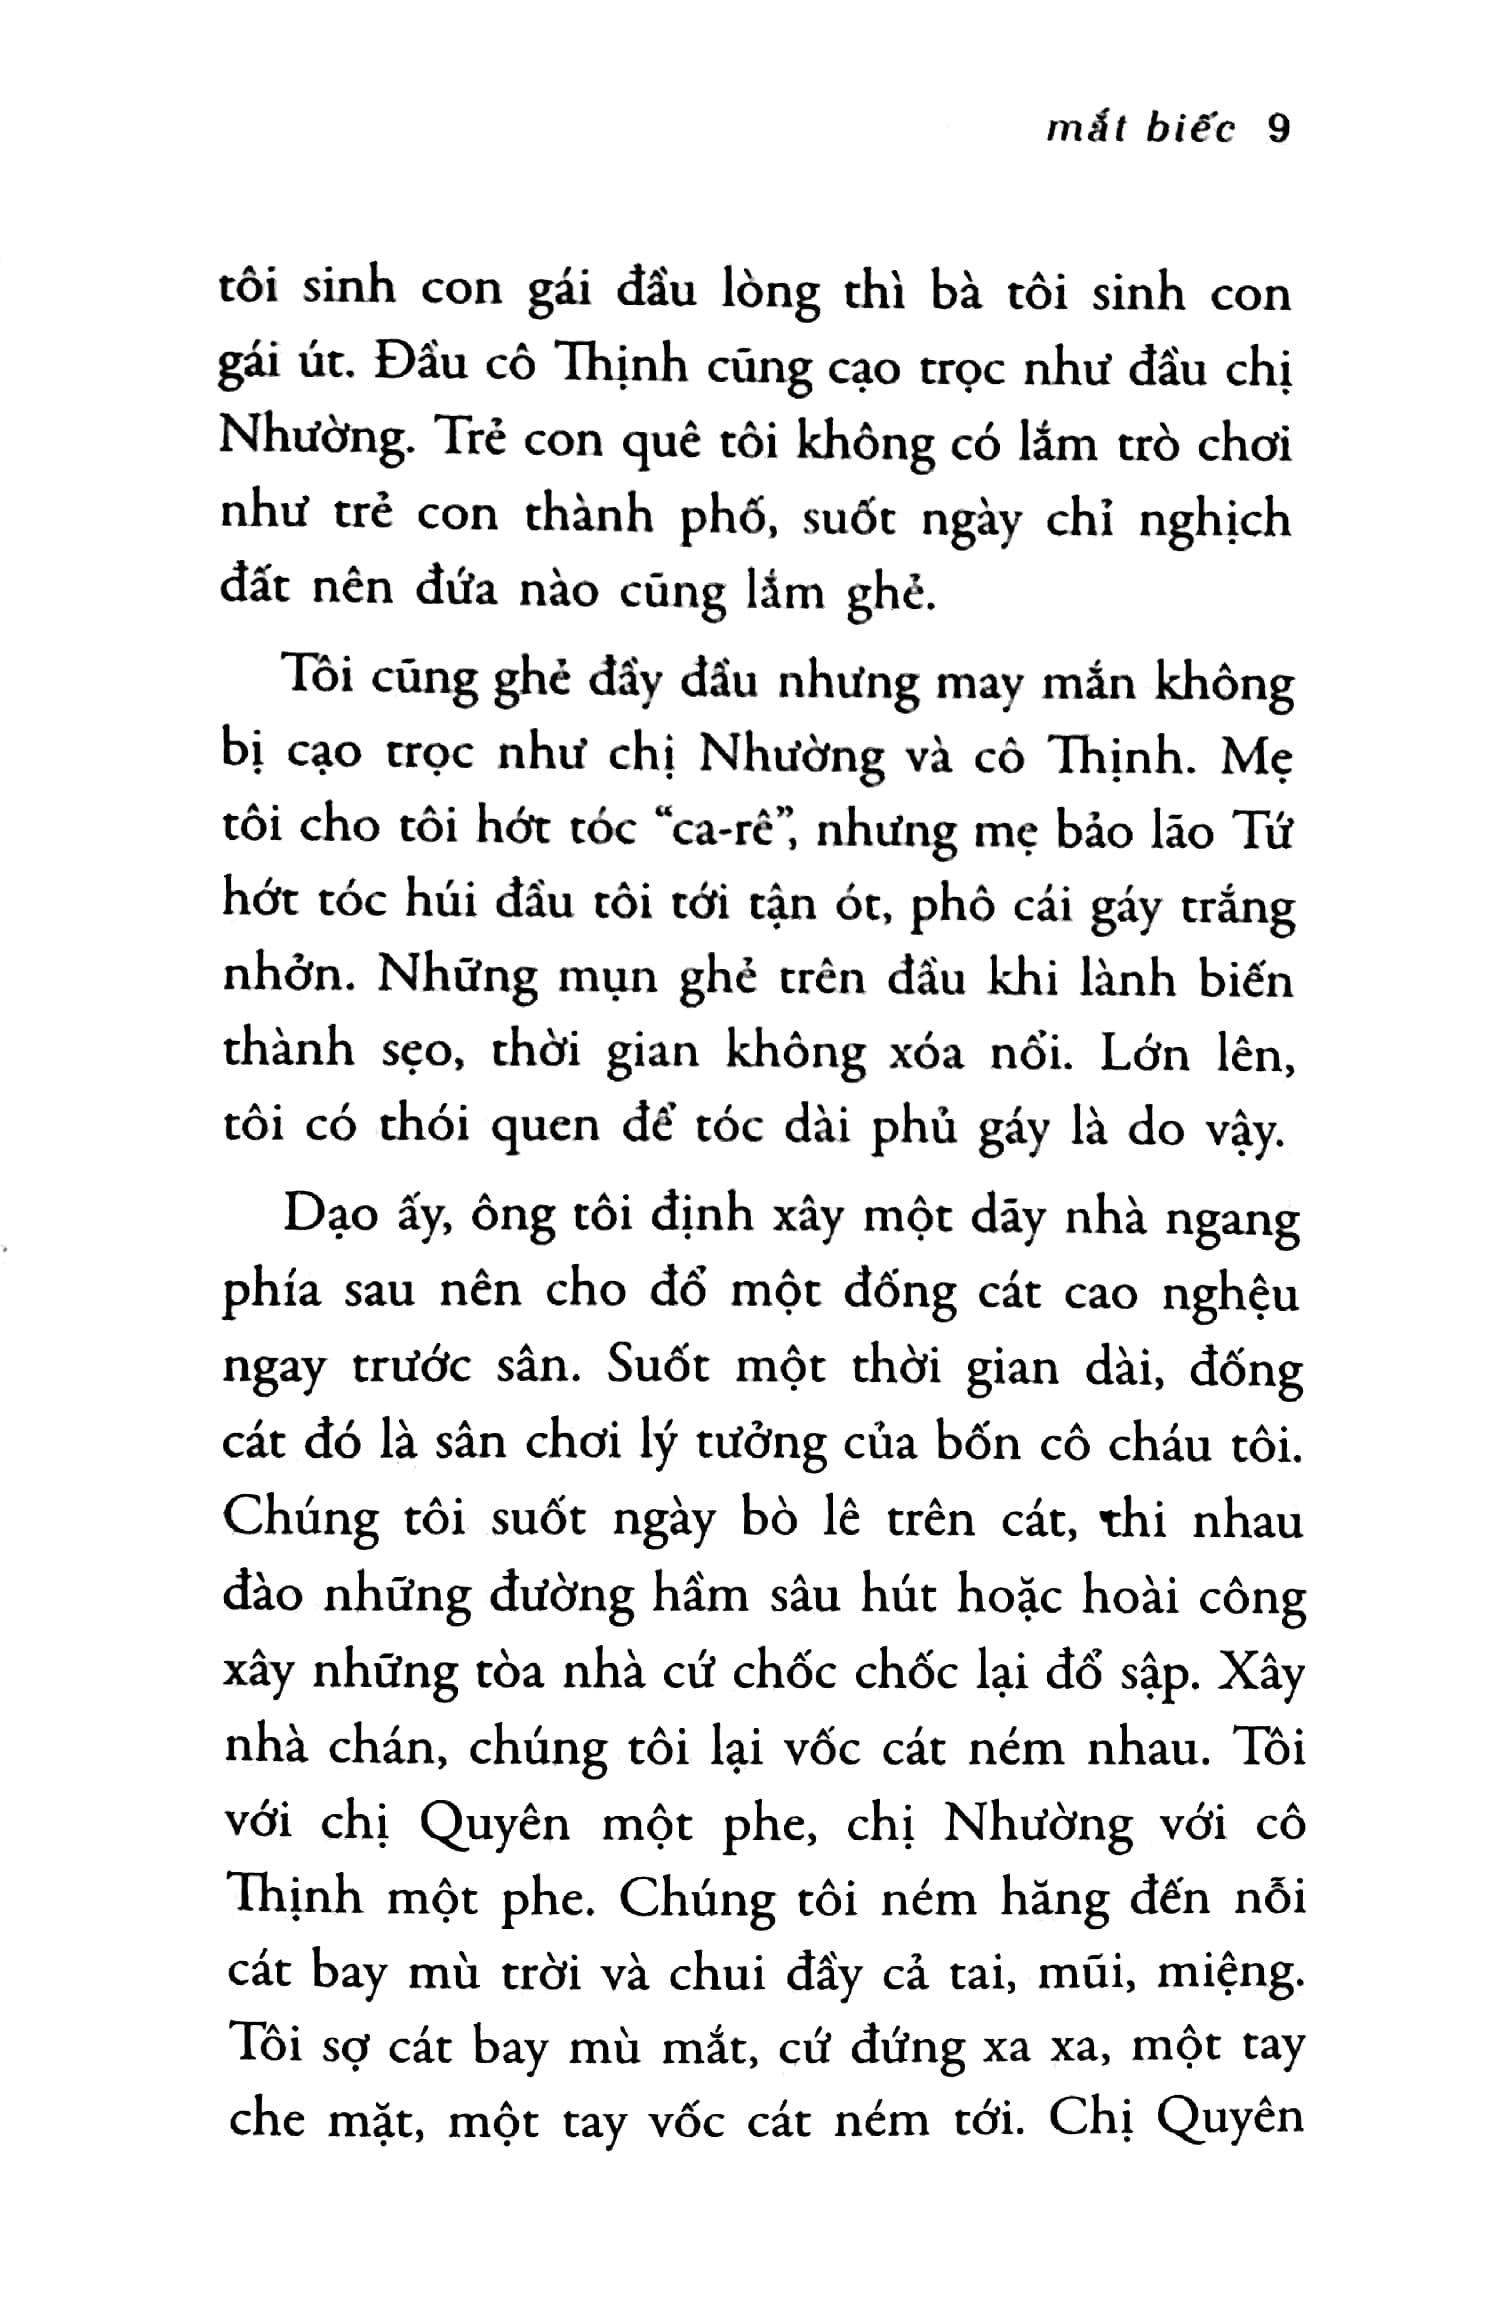 mắt biếc 9
tôi sinh con gái đầu lòng thì bà tôi sinh con
gái út. Đầu cô Thịnh cũng cạo trọc như đầu chị
Nhường. Trẻ con quê tôi không có lắm trò chơi
như trẻ con thành phố, suốt ngày chỉ nghịch
đất nên đứa nào cũng lắm ghẻ.
Tôi cũng ghẻ đầy đầu nhưng may mắn không
bị cạo trọc như chị Nhường và cô Thịnh. Mẹ
tôi cho tôi hớt tóc “ca-rê”, nhưng mẹ bảo lão Tứ
hớt tóc húi đầu tôi tới tận ót, phô cái gáy trắng
nhởn. Những mụn ghẻ trên đầu khi lành biến
thành sẹo, thời gian không xóa nổi. Lớn lên,
tôi có thói quen để tóc dài phủ gáy là do vậy.
Dạo ấy, ông tôi định xây một dãy nhà ngang
phía sau nên cho đổ một đống cát cao nghệu
ngay trước sân. Suốt một thời gian dài, đống
cát đó là sân chơi lý tưởng của bốn cô cháu tôi.
Chúng tôi suốt ngày bò lê trên cát, thi nhau
đào những đường hầm sâu hút hoặc hoài công
xây những tòa nhà cứ chốc chốc lại đổ sập. Xây
nhà chán, chúng tôi lại vốc cát ném nhau. Tôi
với chị Quyên một phe, chị Nhường với cô
Thịnh một phe. Chúng tôi ném hăng đến nỗi
cát bay mù trời và chui đầy cả tai, mũi, miệng.
Tôi sợ cát bay mù mắt, cứ đứng xa xa, một tay
che mặt, một tay vốc cát ném tới. Chị Quyên